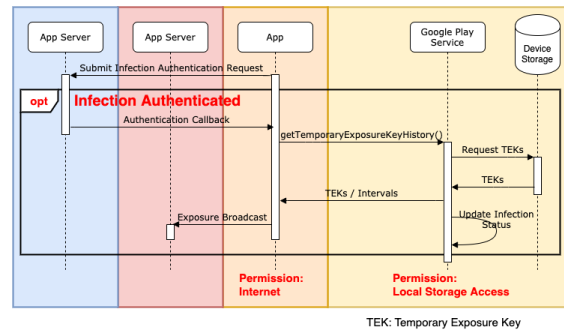 App Server
App Server
App
Google Play
Service
Device
Storage
Submit Infection Authentication Request
opt
Infection Authenticated
Authentication Callback
getTemporaryExposureKeyHistory()
Request TEKs
TEKs
TEKs / Intervals
Exposure Broadcast
Update Infection
Status
Permission:
Internet
Permission:
Local Storage Access
TEK: Temporary Exposure Key